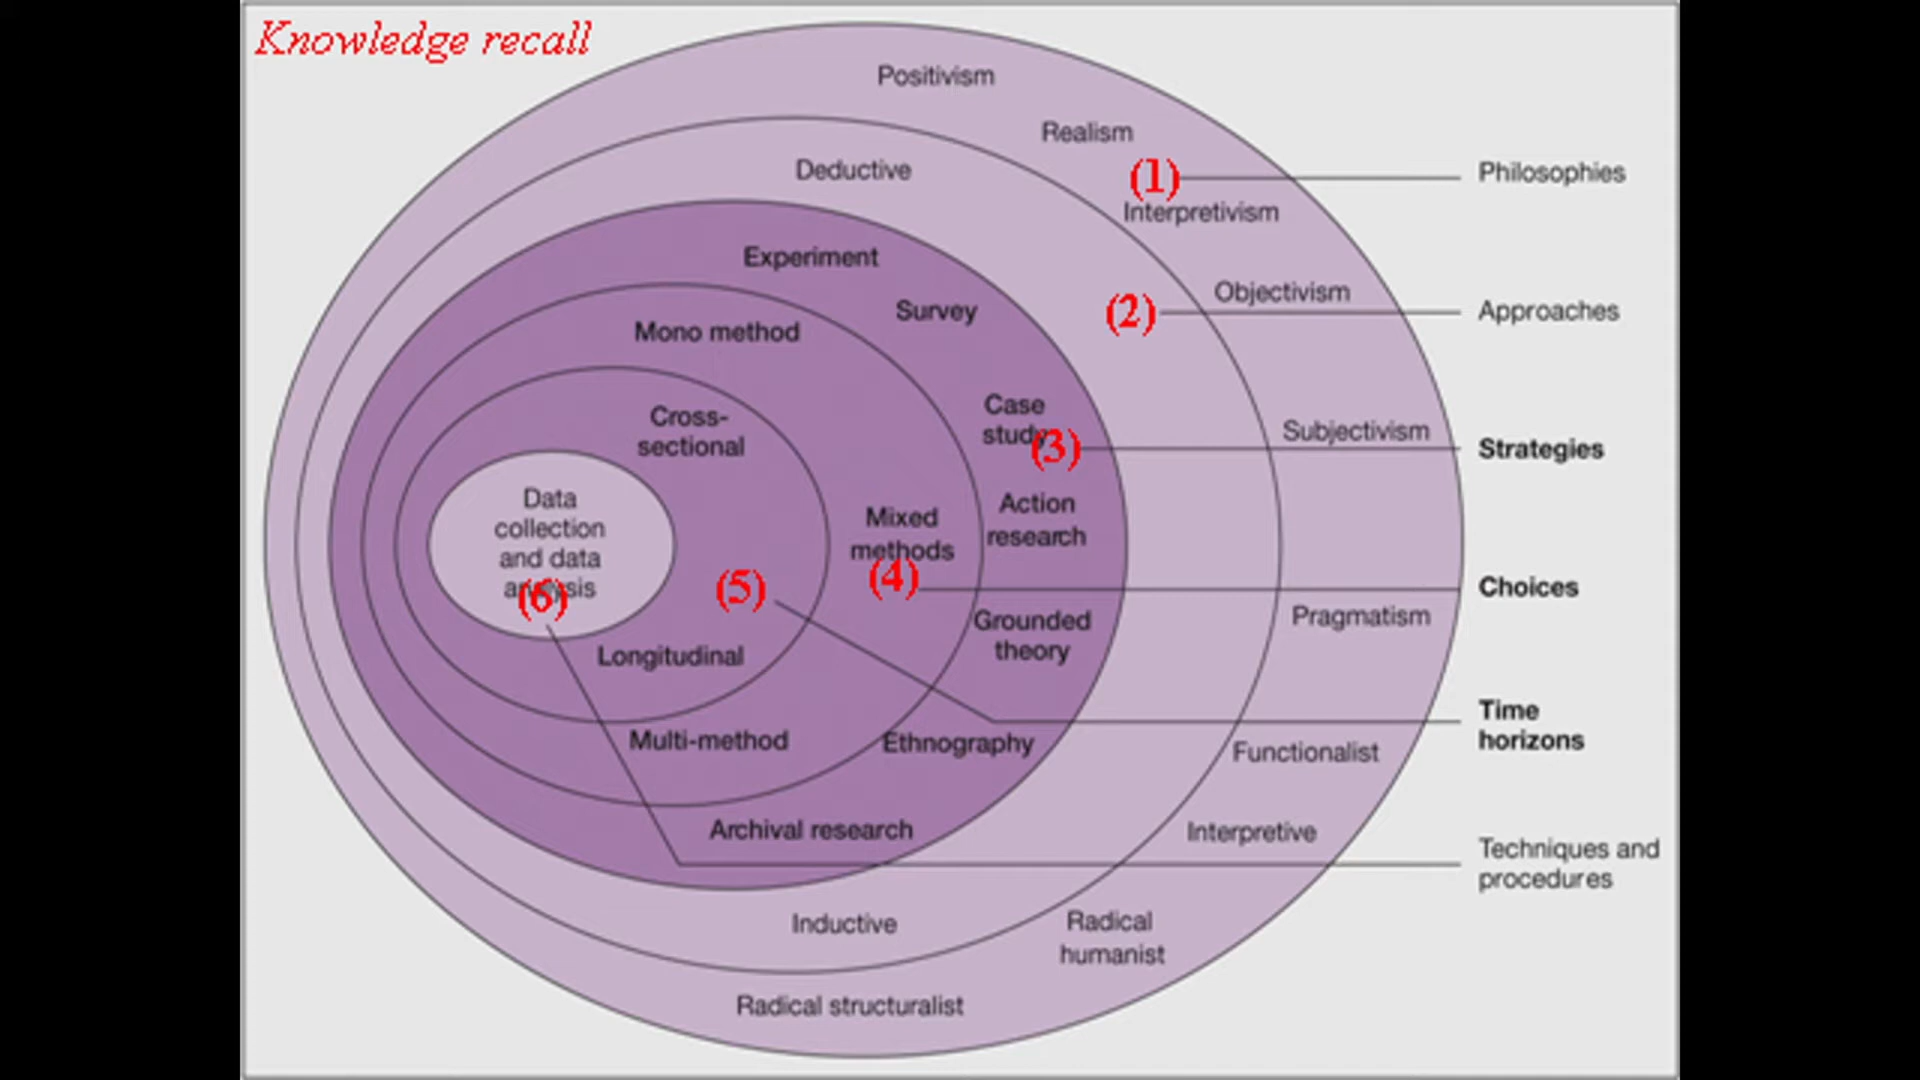 Knowledge recall
Positivism
Realism
(1)
Philosophies
Deductive
Interpretivism
Experiment
Objectivism
Survey
(2)
Approaches
Mono method
Case
study
Cross-
sectional
(3)
Subjectivism
Strategies
Data
collection
and data
analysis
Action
research
Mixed
methods
(4)
(5)
(6)
Choices
Grounded
theory
Pragmatism
Longitudinal
Time
horizons
Multi-method
Ethnography
Functionalist
Archival research
Interpretive
Techniques and
procedures
Inductive
Radical
humanist
Radical structuralist